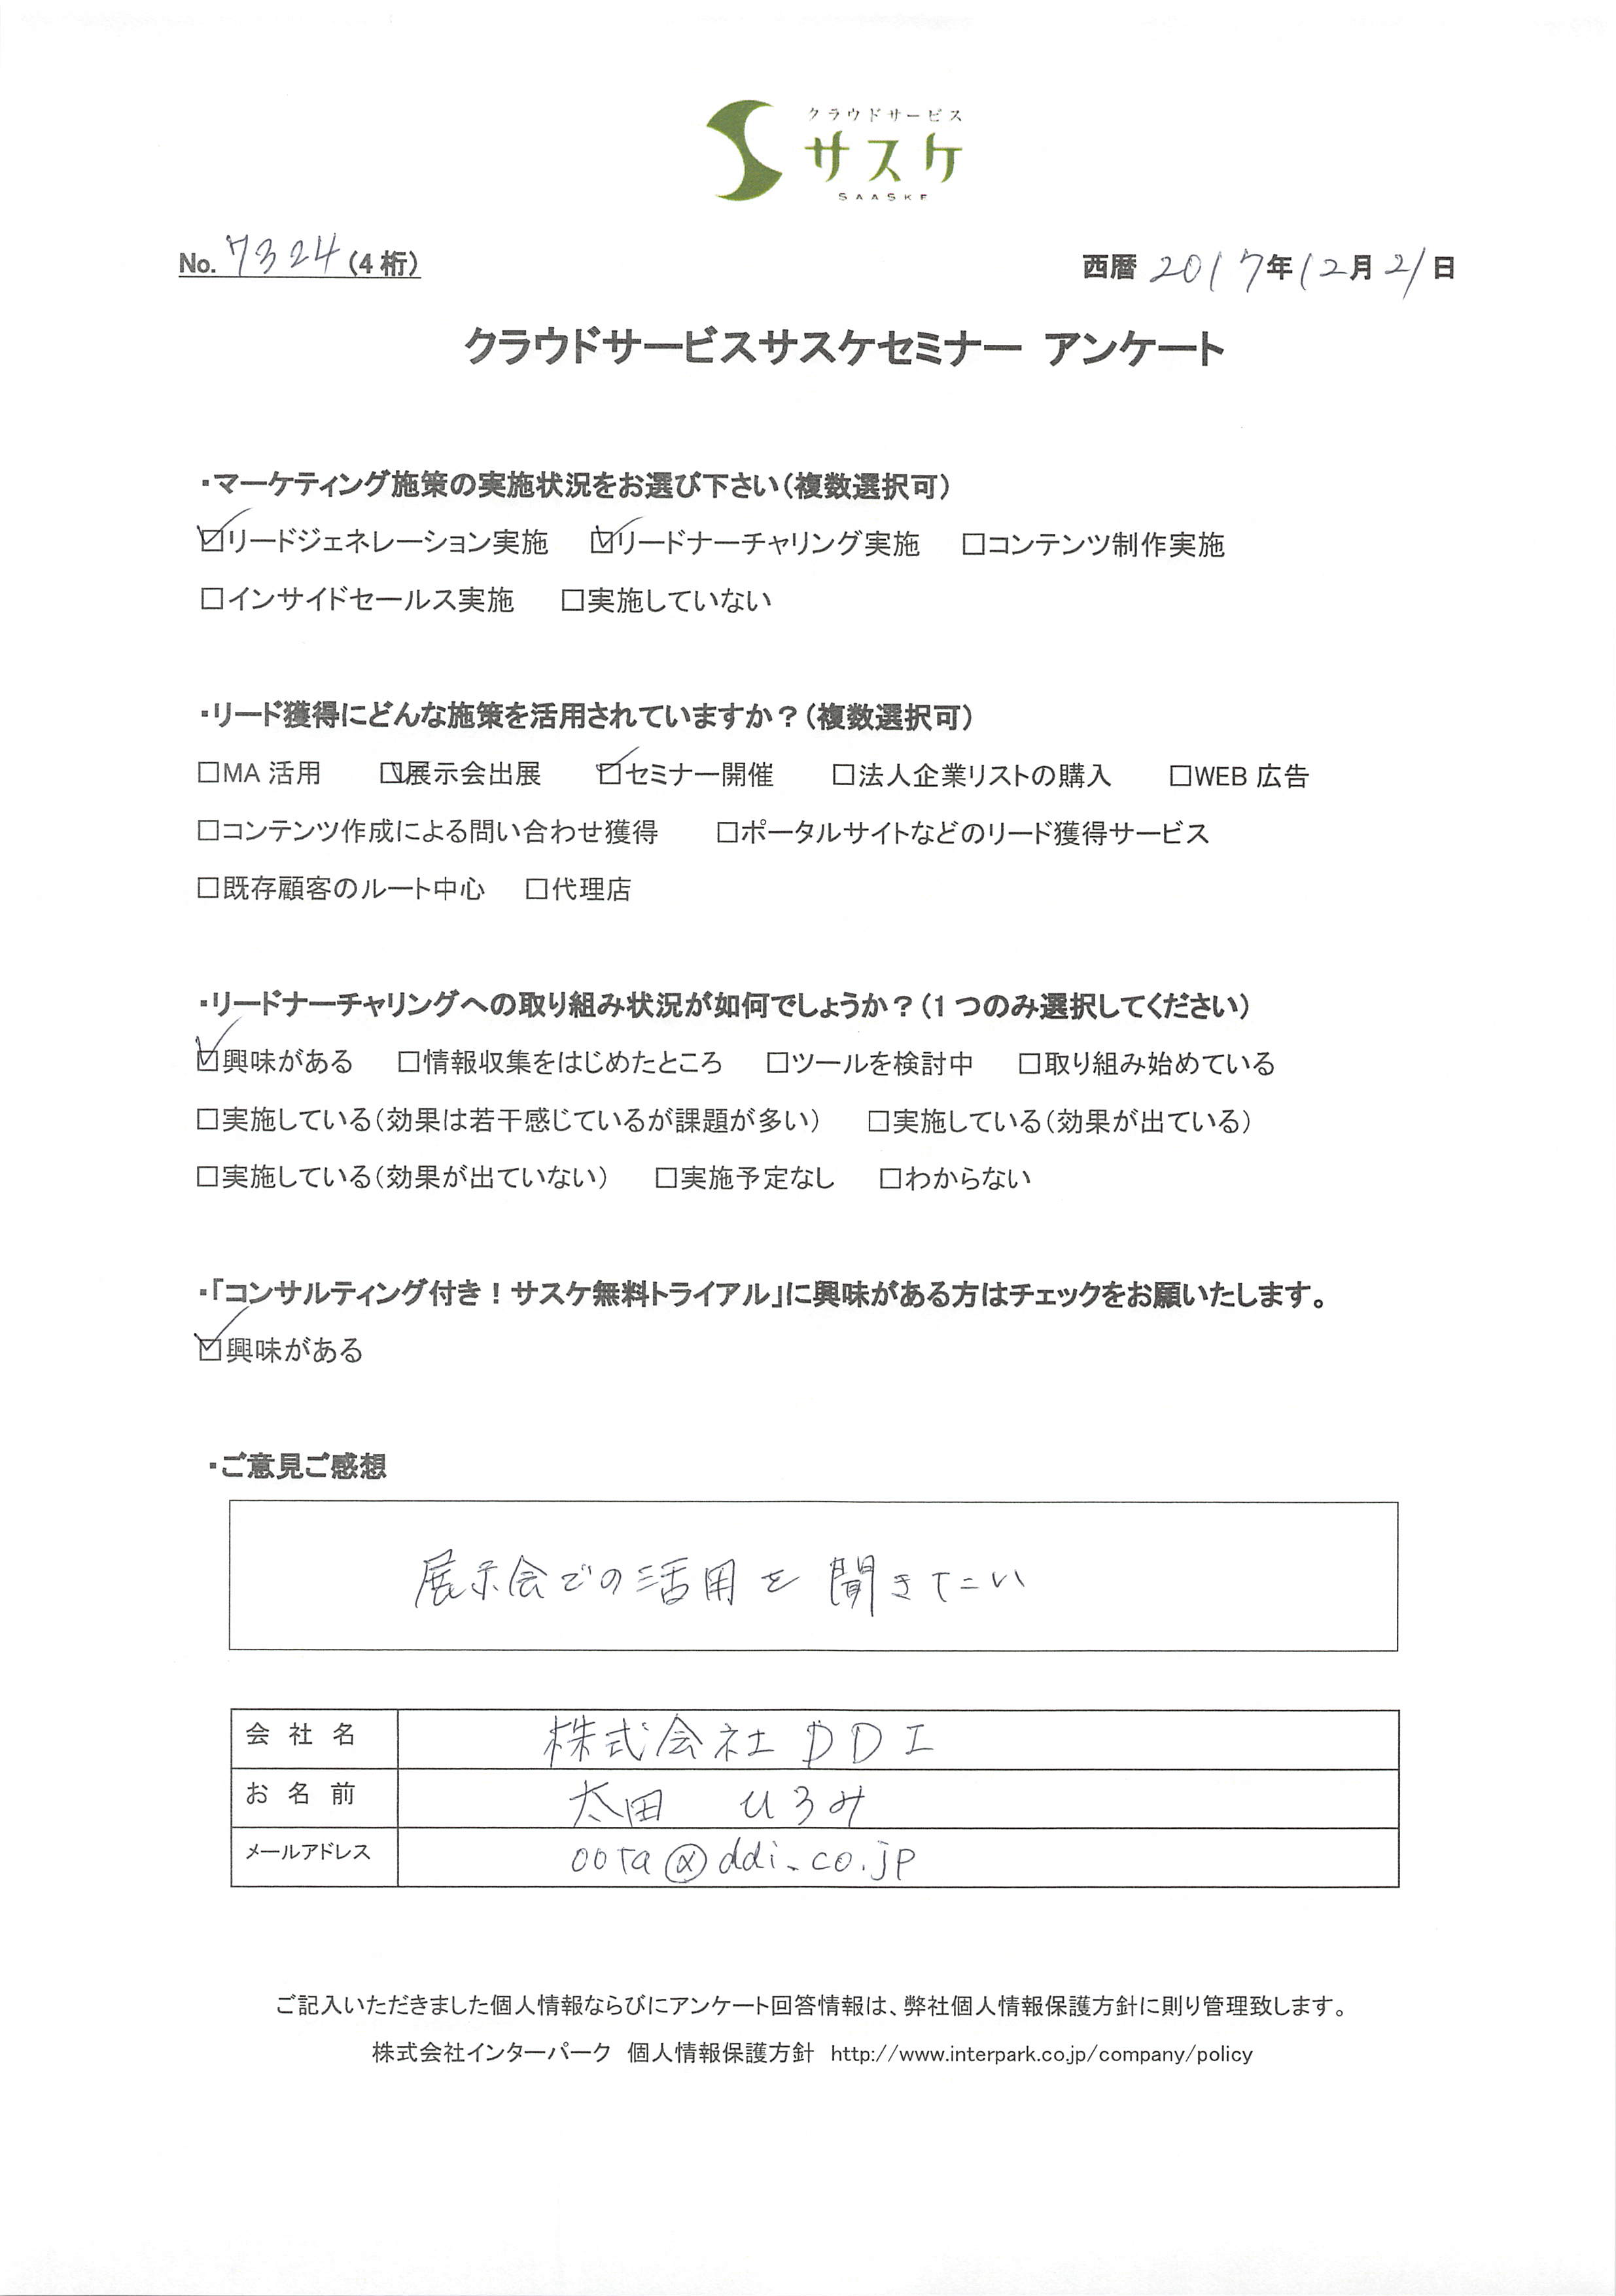 クラウドサービス
サスケ
SAASKE
No. 7324(4桁)
西暦 2017年12月21日
クラウドサービスサスケセミナー アンケート
・マーケティング施策の実施状況をお選び下さい(複数選択可)
☑リードジェネレーション実施 ☑リードナーチャリング実施 □コンテンツ制作実施
□インサイドセールス実施 □実施していない
・リード獲得にどんな施策を活用されていますか?(複数選択可)
□MA 活用 ☑展示会出展 ☑セミナー開催 □法人企業リストの購入 □WEB 広告
□コンテンツ作成による問い合わせ獲得 □ポータルサイトなどのリード獲得サービス
□既存顧客のルート中心 □代理店
・リードナーチャリングへの取り組み状況が如何でしょうか?(1 つのみ選択してください)
☑興味がある □情報収集をはじめたところ □ツールを検討中 □取り組み始めている
□実施している(効果は若干感じているが課題が多い) □実施している(効果が出ている)
□実施している(効果が出ていない) □実施予定なし □わからない
・「コンサルティング付き!サスケ無料トライアル」に興味がある方はチェックをお願いたします。
☑興味がある
・ご意見ご感想
展示会での活用を聞きたい
会社名 株式会社DDI
お名前 太田 ひろみ
メールアドレス oota@ddi.co.jp
ご記入いただきました個人情報ならびにアンケート回答情報は、弊社個人情報保護方針に則り管理致します。
株式会社インターパーク 個人情報保護方針 http://www.interpark.co.jp/company/policy